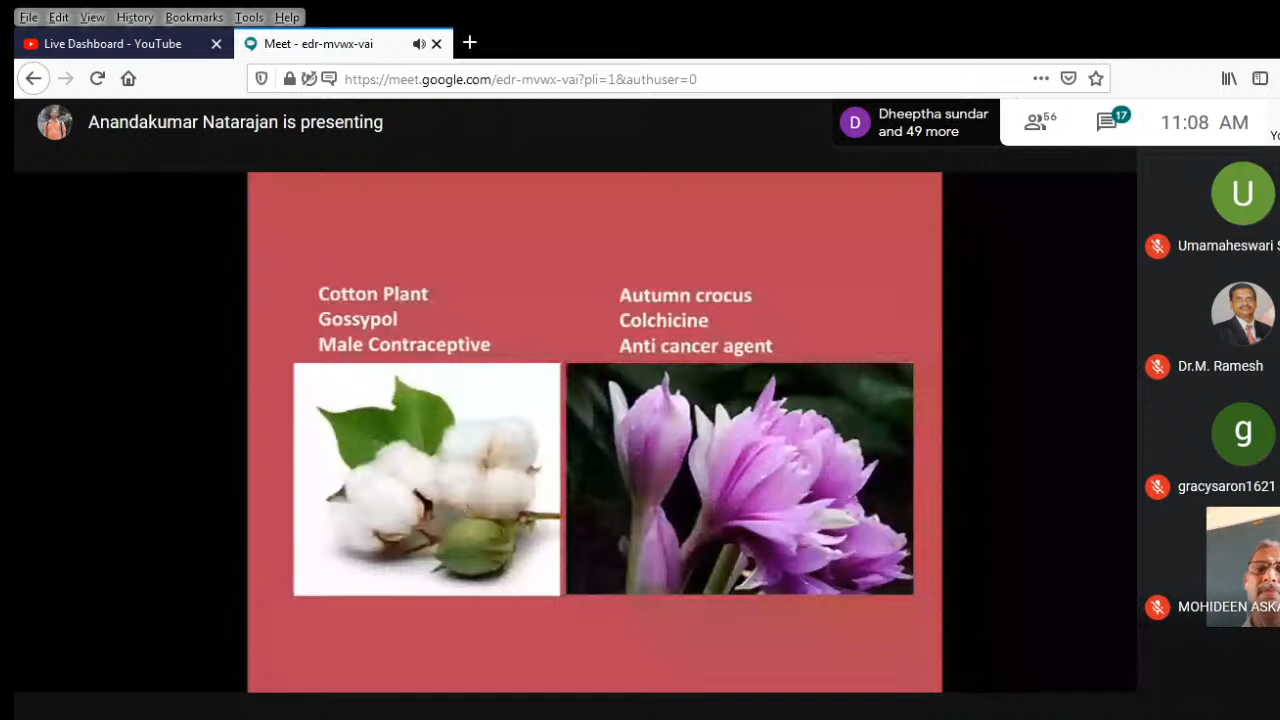 File Edit View History Bookmarks Tools Help
Live Dashboard - YouTube
Meet - edr-mvwx-vai
https://meet.google.com/edr-mvwx-vai?pli=1&authuser=0
Anandakumar Natarajan is presenting
D
Dheeptha sundar
and 49 more
56
17
11:08 AM
Cotton Plant
Gossypol
Male Contraceptive
Autumn crocus
Colchicine
Anti cancer agent
U
Umamaheswari S
Dr.M. Ramesh
g
gracysaron1621
MOHIDEEN ASKA